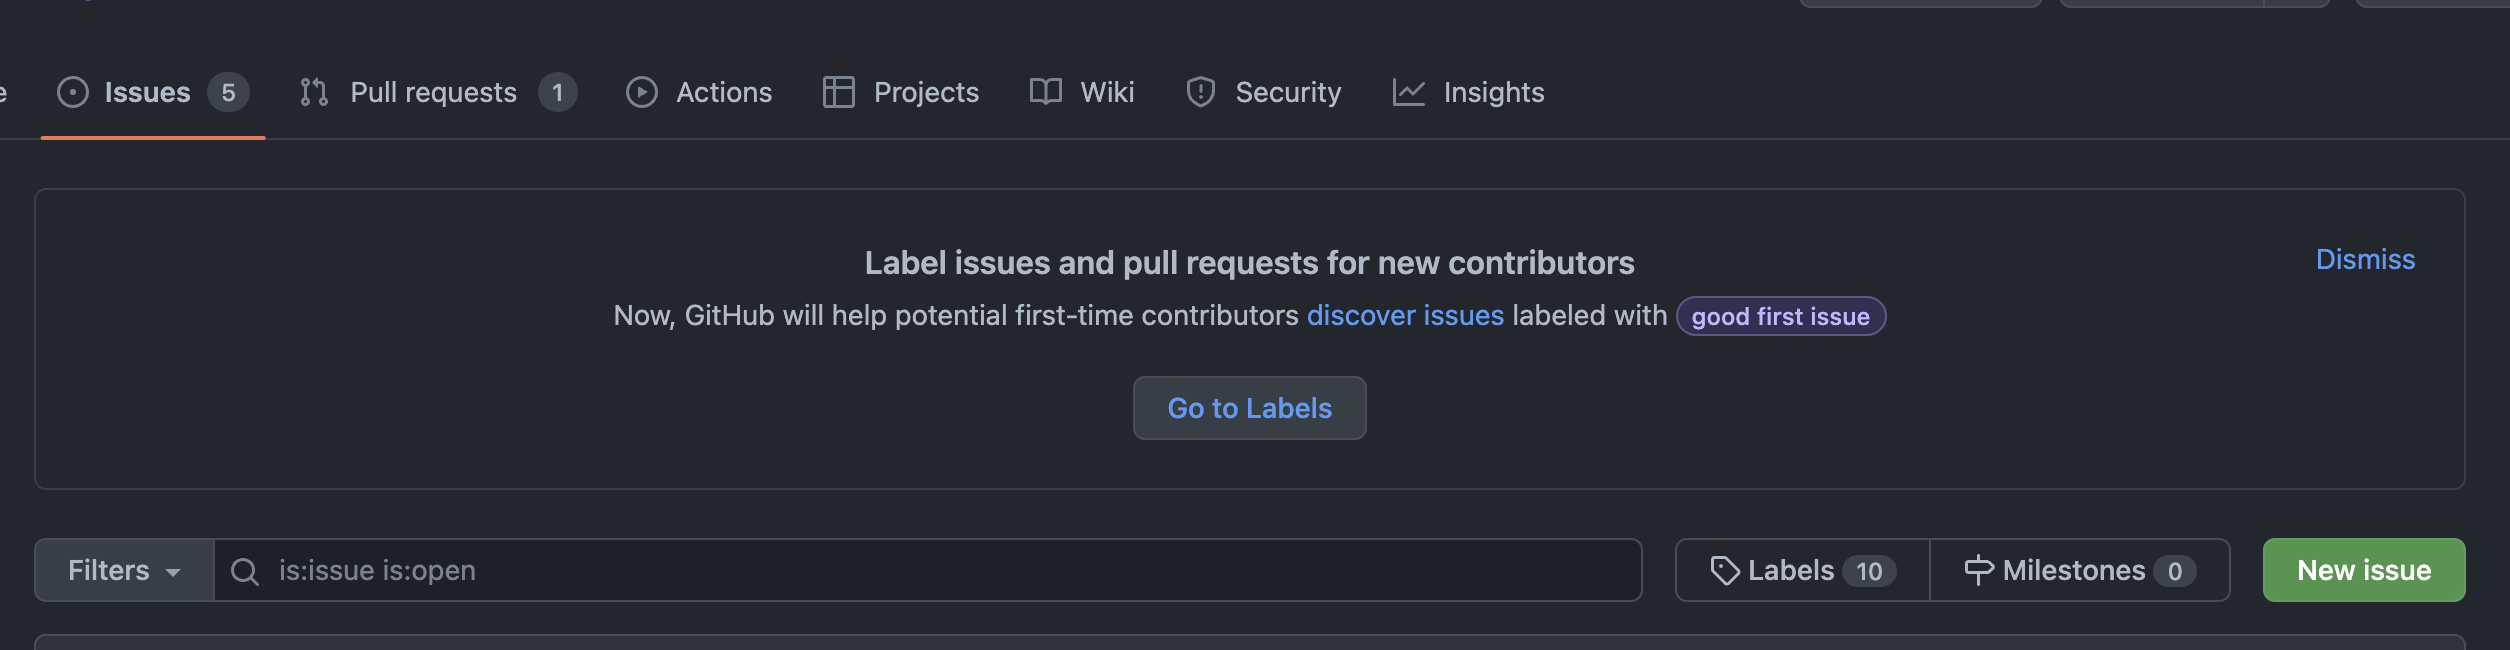 e Issues 5 Pull requests 1 Actions Projects Wiki Security Insights
Label issues and pull requests for new contributors
Dismiss
Now, GitHub will help potential first-time contributors discover issues labeled with good first issue
Go to Labels
Filters is:issue is:open Labels 10 Milestones 0 New issue